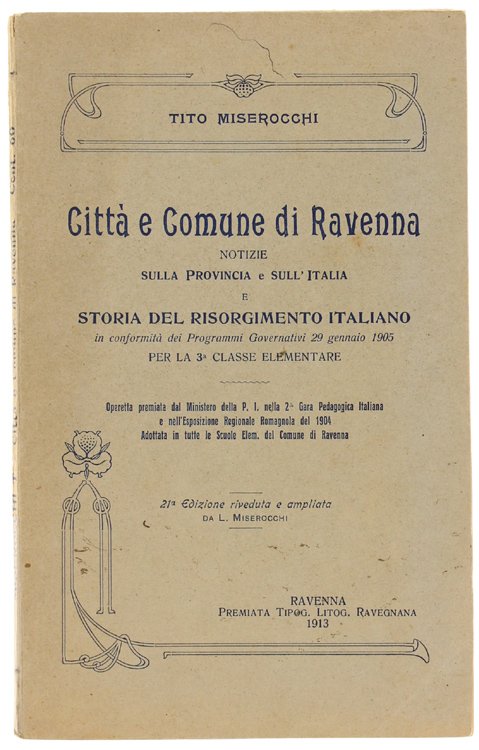 TITO MISEROCCHI
Città e Comune di Ravenna
NOTIZIE
SULLA PROVINCIA e SULL'ITALIA
E
STORIA DEL RISORGIMENTO ITALIANO
in conformità dei Programmi Governativi 29 gennaio 1905
PER LA 3ª CLASSE ELEMENTARE
Operetta premiata dal Ministero della P. I. nella 2ª Gara Pedagogica Italiana
e nell'Esposizione Regionale Romagnola del 1904
Adottata in tutte le Scuole Elem. del Comune di Ravenna
21ª Edizione riveduta e ampliata
DA L. MISEROCCHI
RAVENNA
PREMIATA TIPOG. LITOG. RAVEGNANA
1913